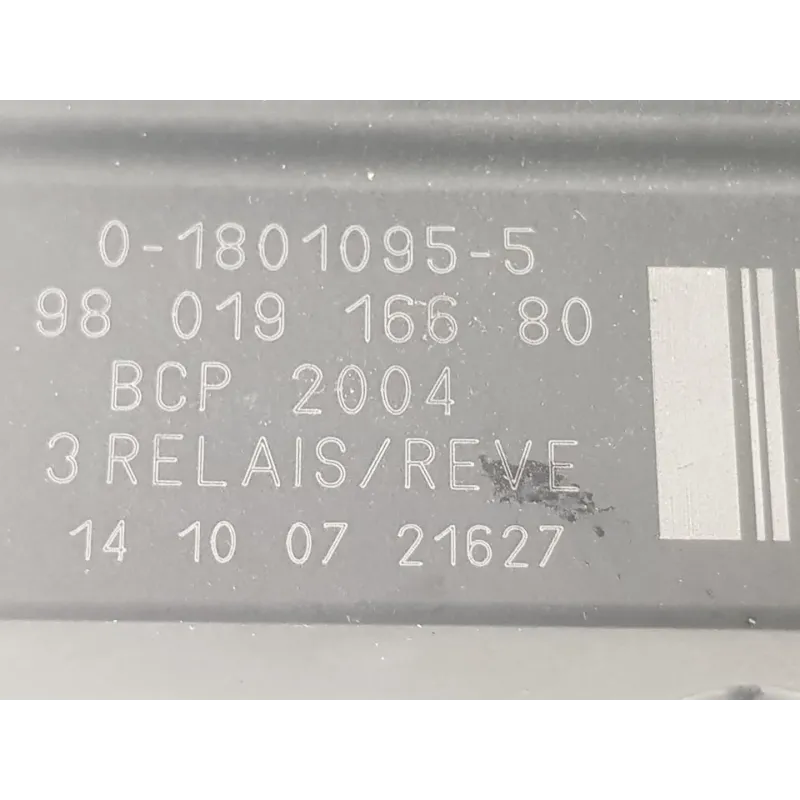 0-1801095-5
98 019 166 80
BCP 2004
3 RELAIS/REVE
14 10 07 21627